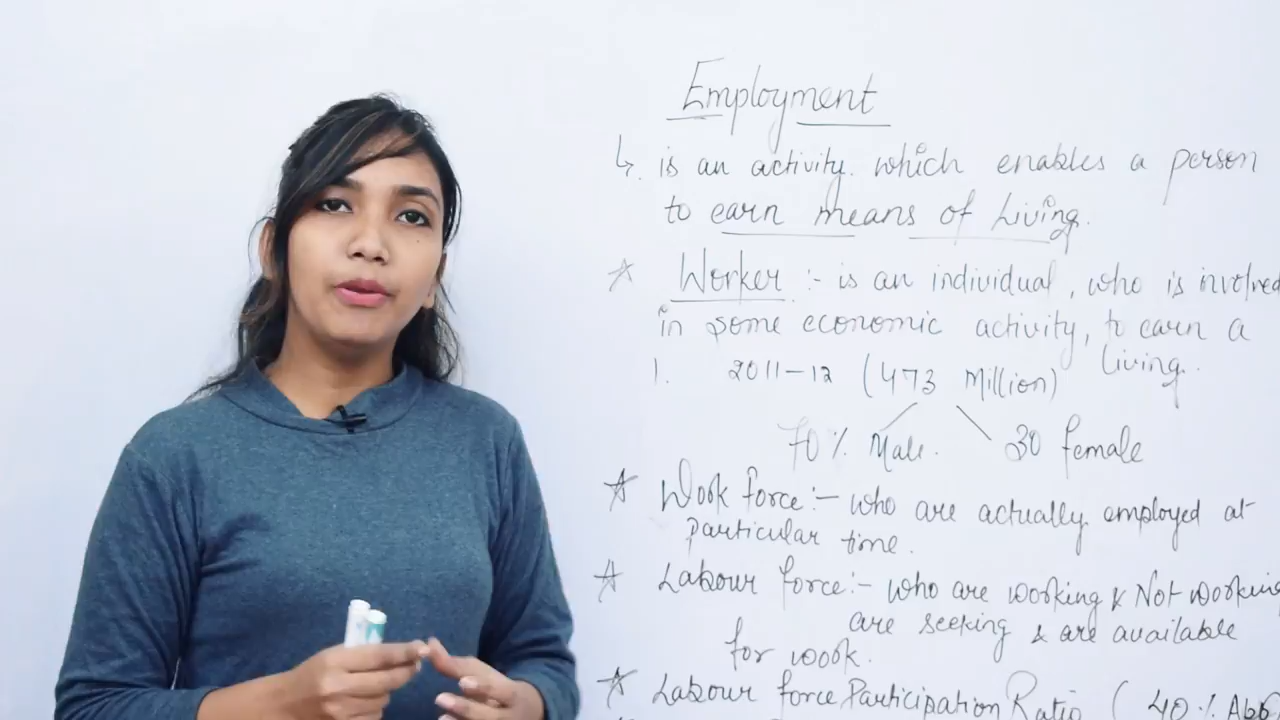 Employment
↳ is an activity which enables a person
to earn means of Living.
☆ Worker :- is an individual, who is involved
in some economic activity, to earn a
living.
1. 2011-12 (473 Million)
70% Male. 30 female
☆ Work force :- who are actually employed at
particular time.
☆ Labour force :- who are working & Not working
are seeking & are available
for work.
☆ Labour force Participation Ratio (40%